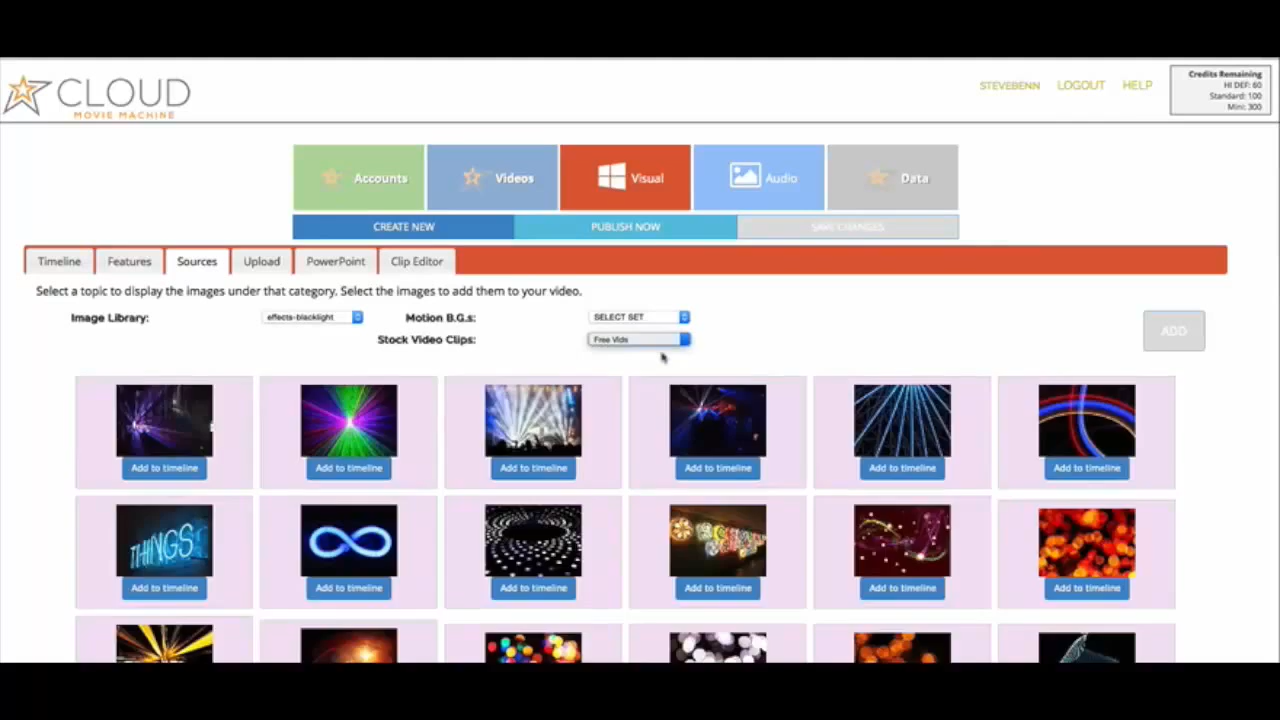 CLOUD
MOVIE MACHINE
STEVEBENN LOGOUT HELP
Credits Remaining
HI DEF: 60
Standard: 100
Mini: 300
Accounts Videos Visual Audio Data
CREATE NEW PUBLISH NOW SAVE CHANGES
Timeline Features Sources Upload PowerPoint Clip Editor
Select a topic to display the images under that category. Select the images to add them to your video.
Image Library: effects-blacklight Motion B.G.s: SELECT SET
Stock Video Clips: Free Vids
ADD
Add to timeline Add to timeline Add to timeline Add to timeline Add to timeline Add to timeline
THINGS
Add to timeline Add to timeline Add to timeline Add to timeline Add to timeline Add to timeline